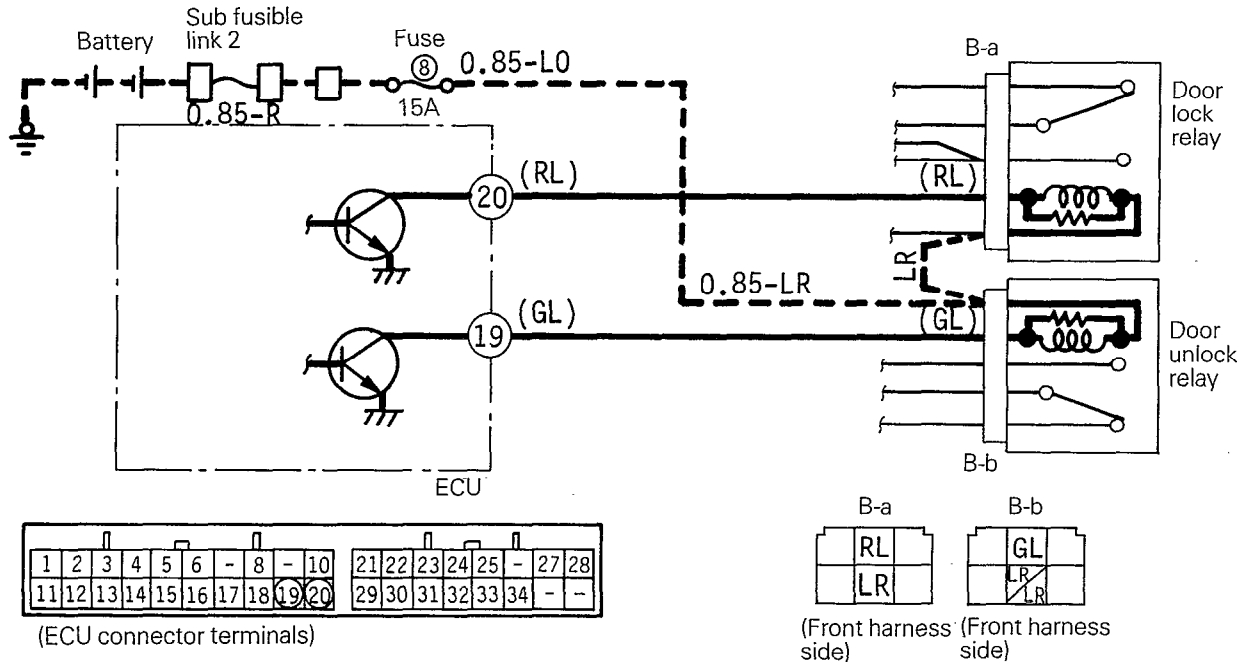 Sub fusible
link 2
Battery
Fuse
8
0.85-LO
15A
0.85-R
B-a
Door
lock
relay
20
(RL)
(RL)
LR
0.85-LR
19
(GL)
(GL)
Door
unlock
relay
B-b
ECU
1 2 3 4 5 6 - 8 - 10 21 22 23 24 25 - 27 28
11 12 13 14 15 16 17 18 19 20 29 30 31 32 33 34 - -
(ECU connector terminals)
B-a
RL
LR
(Front harness
side)
B-b
GL
LR
LR
(Front harness
side)